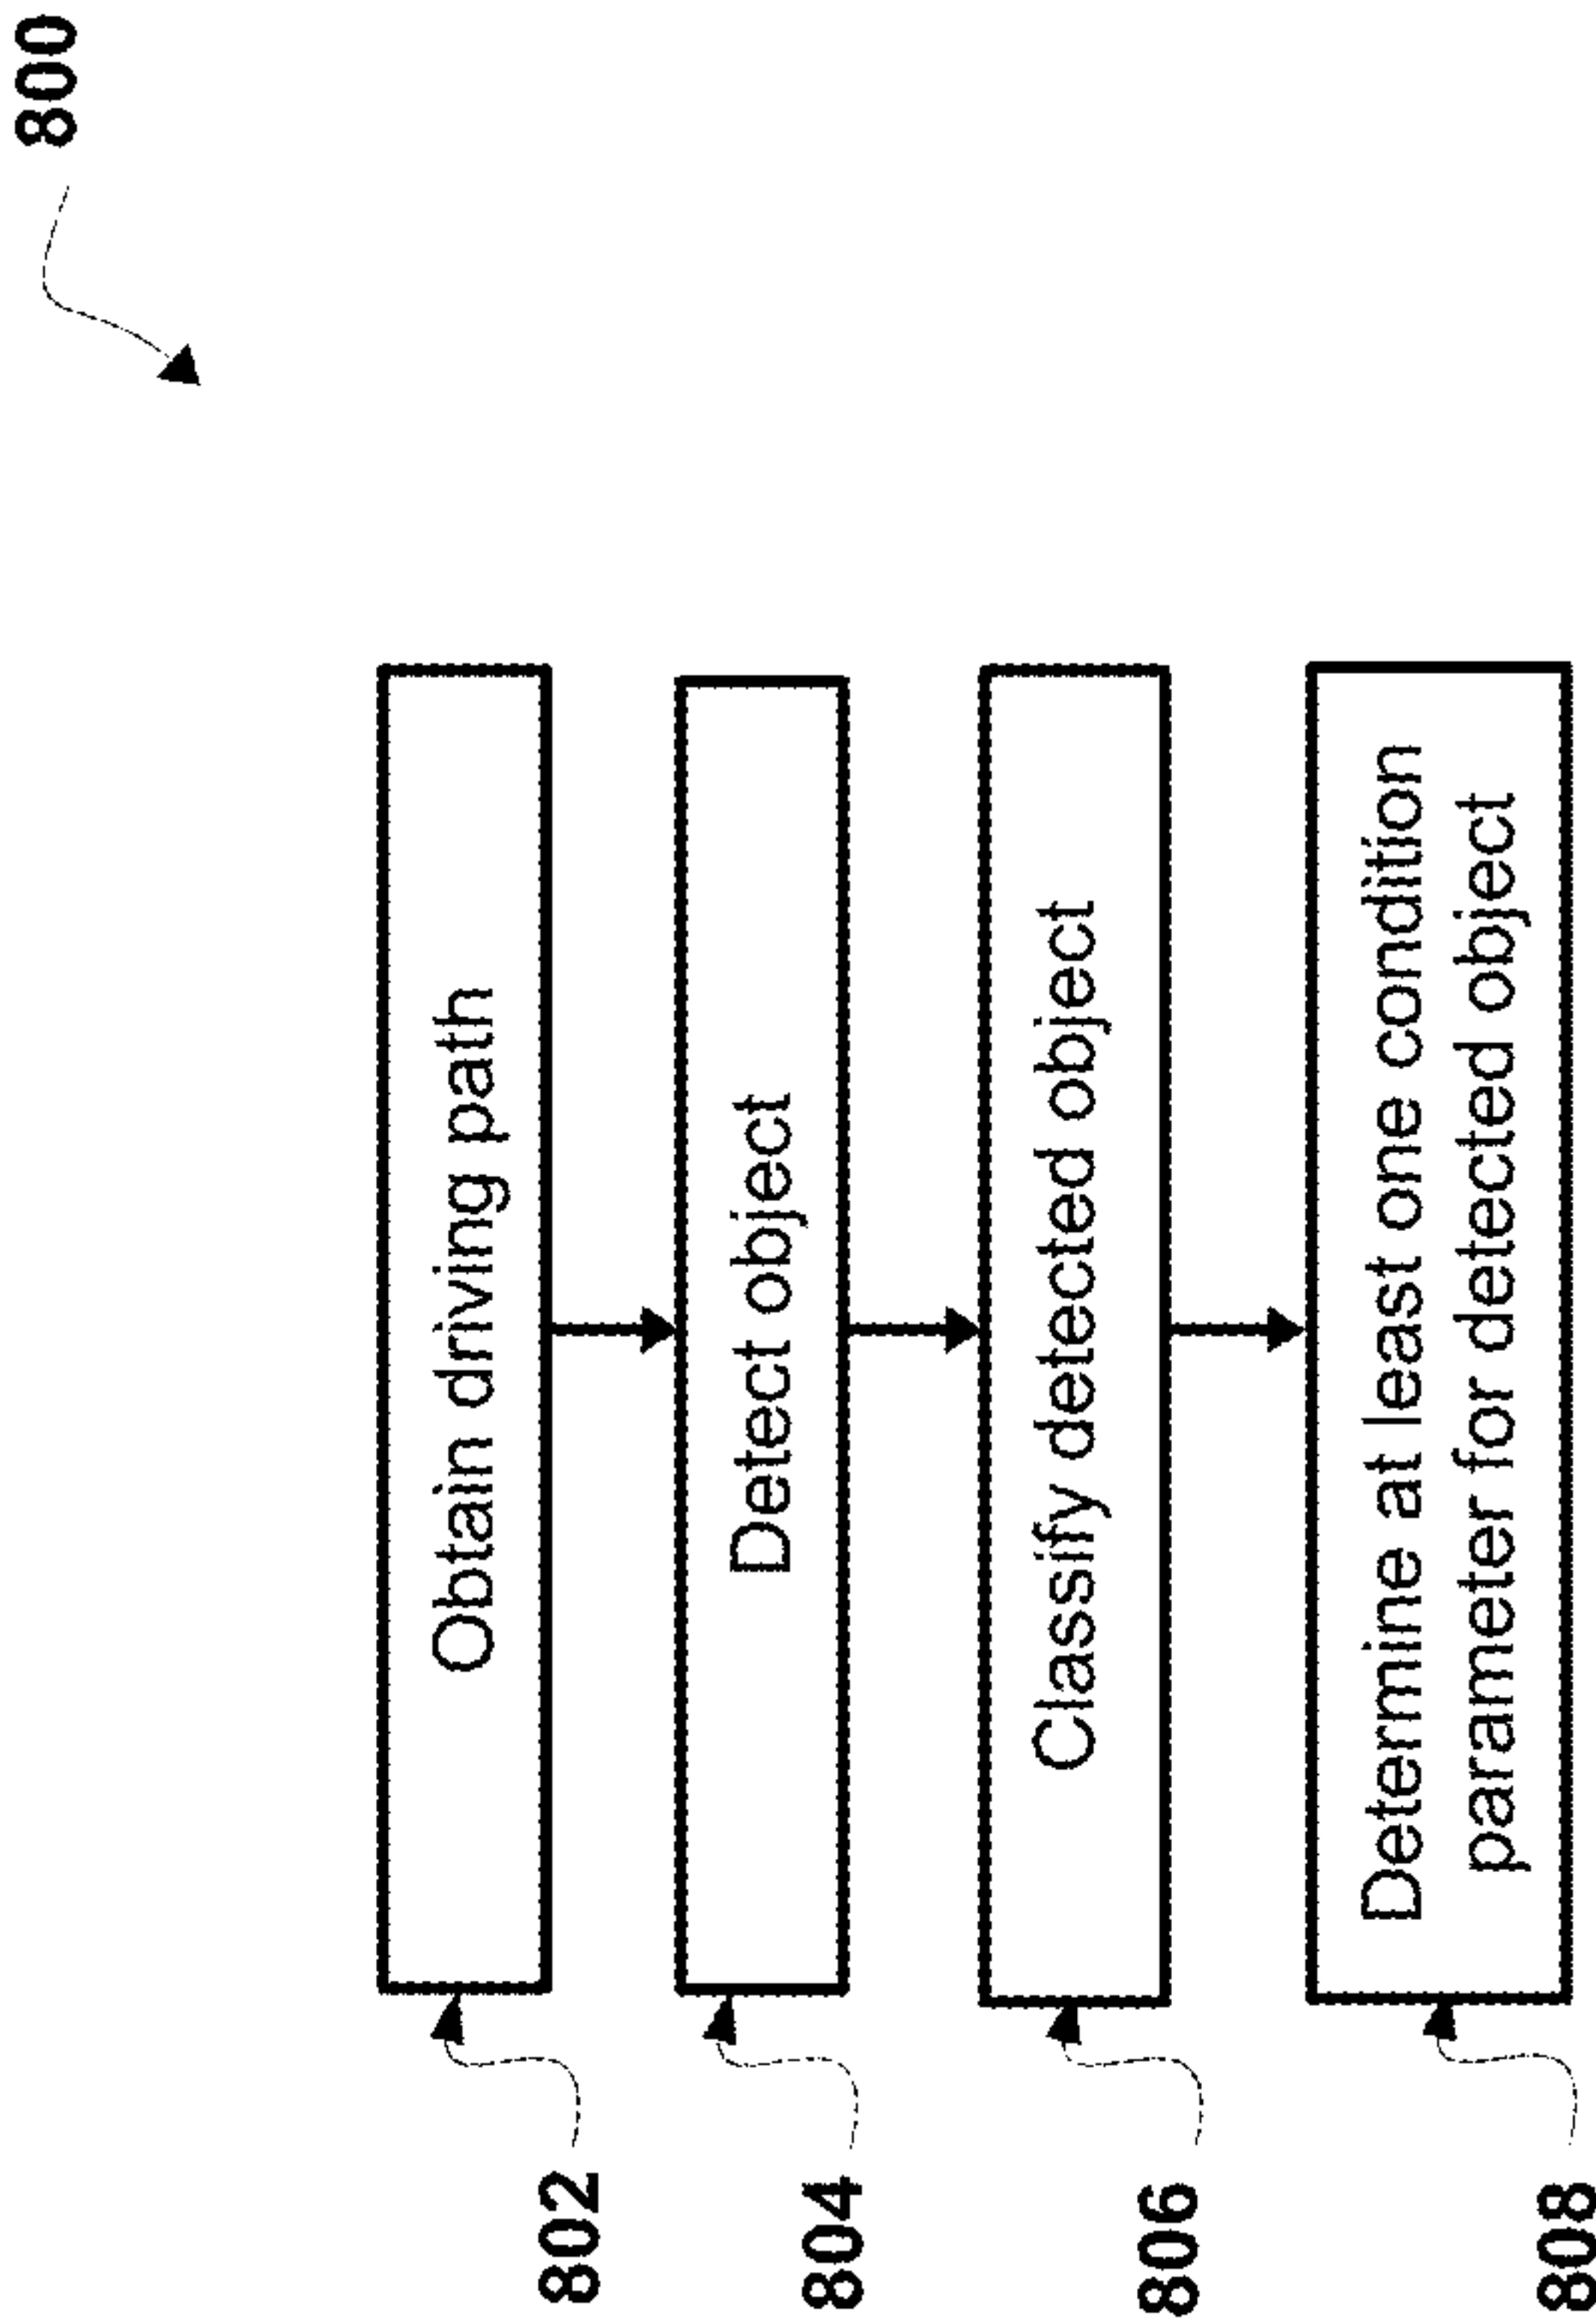 800
802
Obtain driving path
804
Detect object
806
Classify detected object
808
Determine at least one condition
parameter for detected object